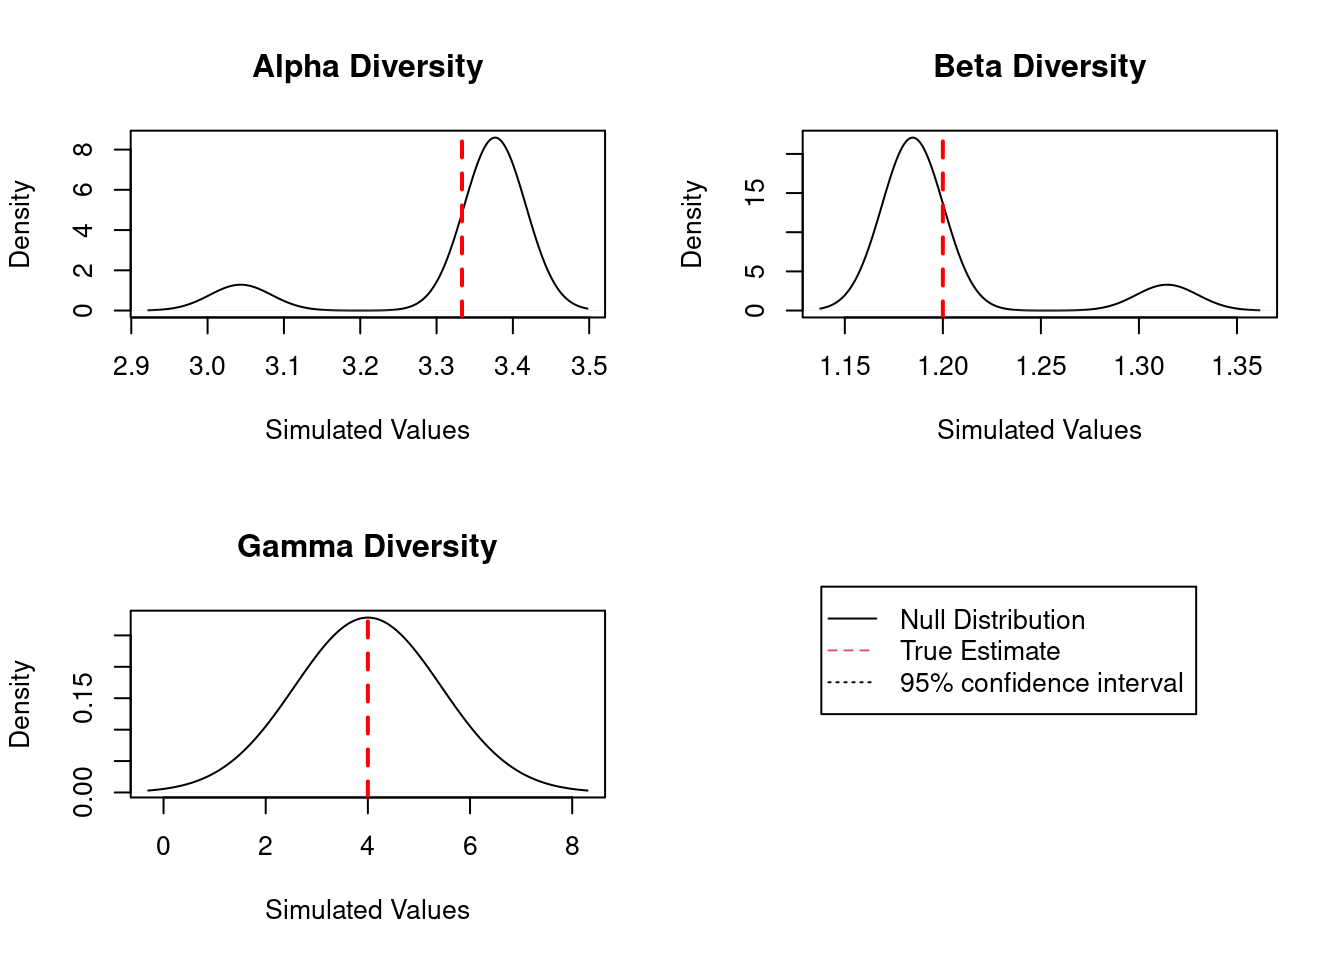 Alpha Diversity
Density
0 2 4 6 8
2.9 3.0 3.1 3.2 3.3 3.4 3.5
Simulated Values
Beta Diversity
Density
0 5 15
1.15 1.20 1.25 1.30 1.35
Simulated Values
Gamma Diversity
Density
0.00 0.15
0 2 4 6 8
Simulated Values
Null Distribution
True Estimate
95% confidence interval